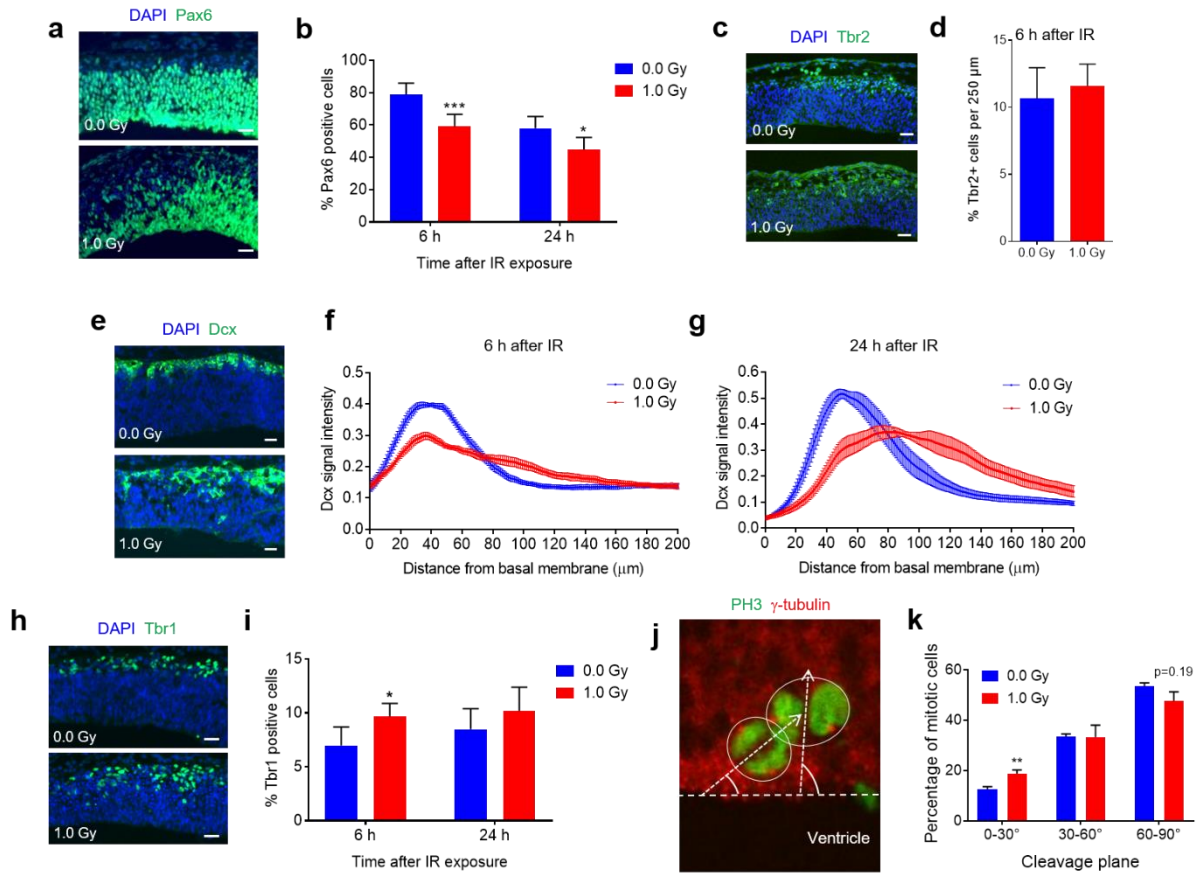 a
DAPI Pax6
0.0 Gy
1.0 Gy
b
% Pax6 positive cells
100
80
60
40
20
0
***
*
6 h
24 h
Time after IR exposure
0.0 Gy
1.0 Gy
c
DAPI Tbr2
0.0 Gy
1.0 Gy
d
6 h after IR
% Tbr2+ cells per 250 µm
15
10
5
0
0.0 Gy
1.0 Gy
e
DAPI Dcx
0.0 Gy
1.0 Gy
f
6 h after IR
Dcx signal intensity
0.5
0.4
0.3
0.2
0.1
0.0
0 20 40 60 80 100 120 140 160 180 200
Distance from basal membrane (μm)
0.0 Gy
1.0 Gy
g
24 h after IR
Dcx signal intensity
0.6
0.5
0.4
0.3
0.2
0.1
0.0
0 20 40 60 80 100 120 140 160 180 200
Distance from basal membrane (μm)
0.0 Gy
1.0 Gy
h
DAPI Tbr1
0.0 Gy
1.0 Gy
i
% Tbr1 positive cells
15
10
5
0
*
6 h
24 h
Time after IR exposure
0.0 Gy
1.0 Gy
j
PH3 γ-tubulin
Ventricle
k
Percentage of mitotic cells
60
40
20
0
0.0 Gy
1.0 Gy
**
p=0.19
0-30°
30-60°
60-90°
Cleavage plane